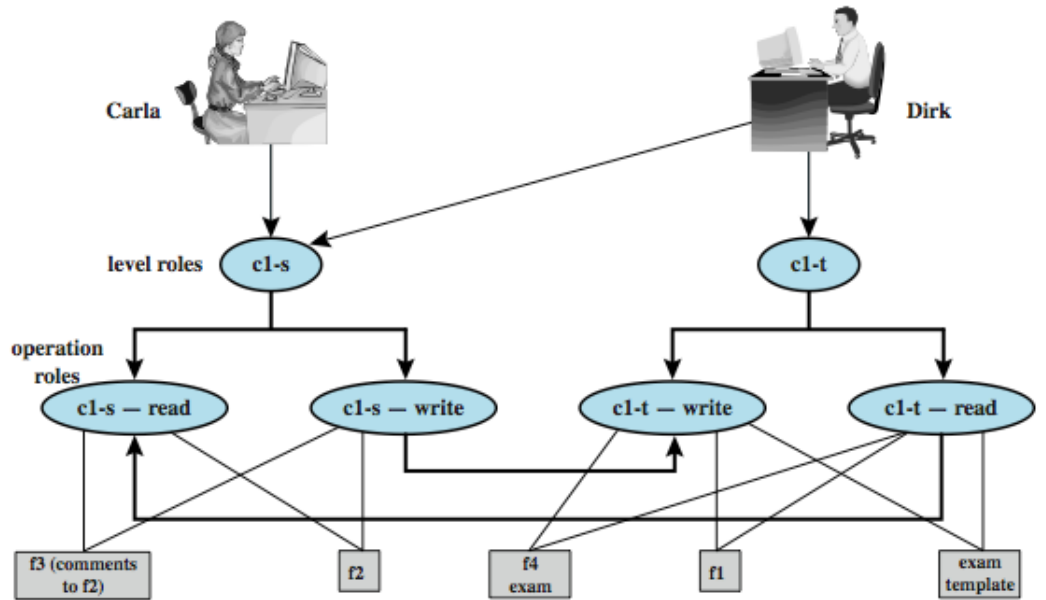 Carla
Dirk
level roles
c1-s
c1-t
operation
roles
c1-s — read
c1-s — write
c1-t — write
c1-t — read
f3 (comments
to f2)
f2
f4
exam
f1
exam
template